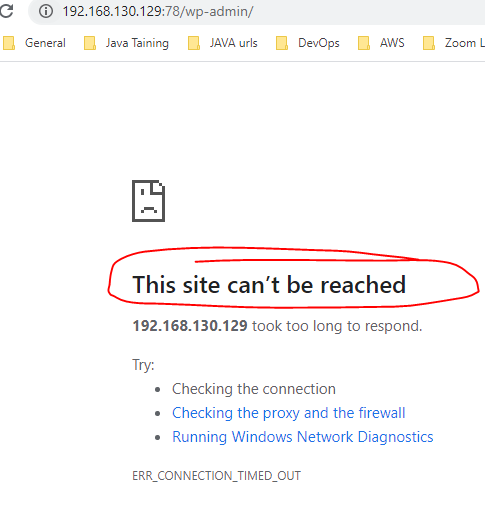 192.168.130.129:78/wp-admin/
General Java Taining JAVA urls DevOps AWS Zoom L
This site can't be reached
192.168.130.129 took too long to respond.
Try:
• Checking the connection
• Checking the proxy and the firewall
• Running Windows Network Diagnostics
ERR_CONNECTION_TIMED_OUT